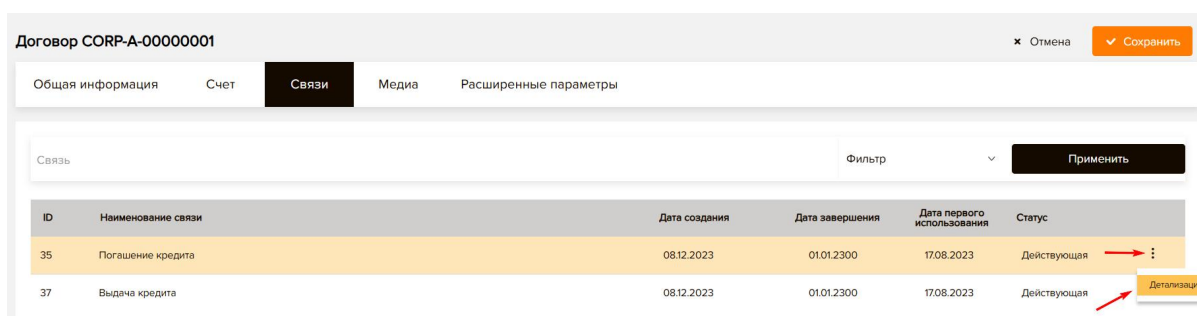 Договор CORP-A-00000001
× Отмена
Сохранить
Общая информация Счет Связи Медиа Расширенные параметры
Связь Фильтр Применить
ID Наименование связи Дата создания Дата завершения Дата первого использования Статус
35 Погашение кредита 08.12.2023 01.01.2300 17.08.2023 Действующая
Детализаци
37 Выдача кредита 08.12.2023 01.01.2300 17.08.2023 Действующая